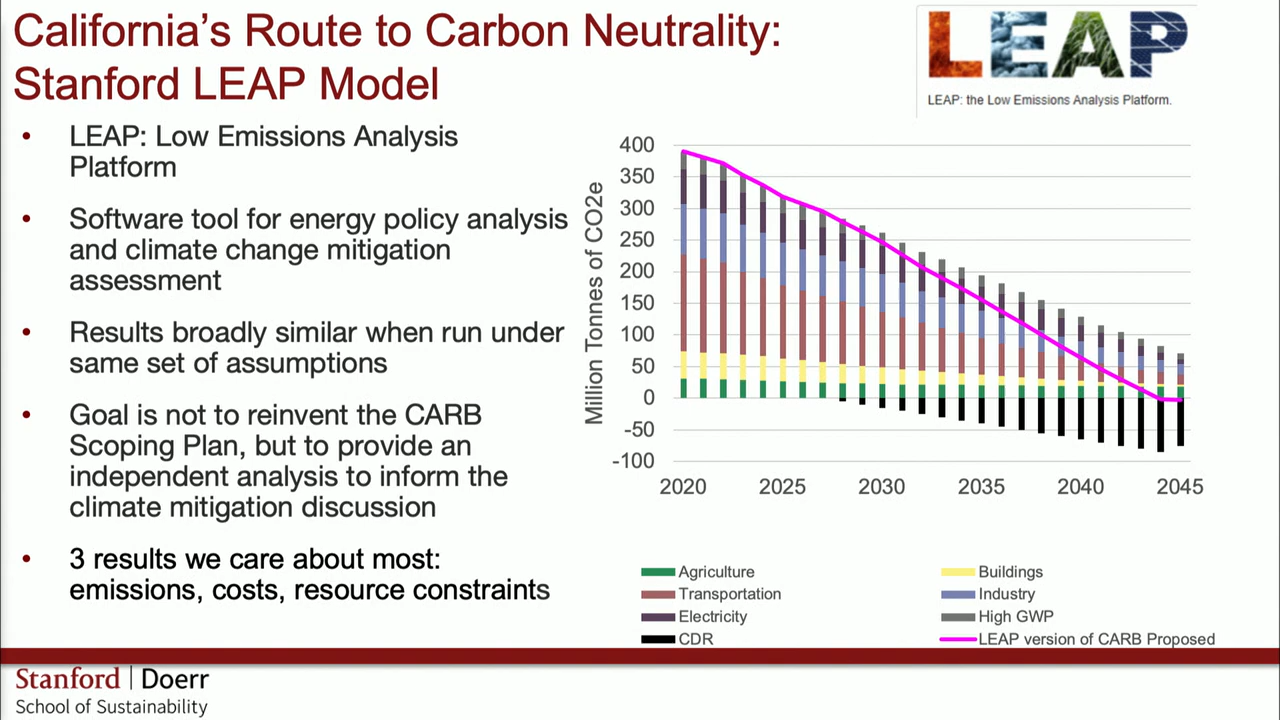 California's Route to Carbon Neutrality:
Stanford LEAP Model
LEAP
LEAP: the Low Emissions Analysis Platform.
• LEAP: Low Emissions Analysis
Platform
• Software tool for energy policy analysis
and climate change mitigation
assessment
• Results broadly similar when run under
same set of assumptions
• Goal is not to reinvent the CARB
Scoping Plan, but to provide an
independent analysis to inform the
climate mitigation discussion
• 3 results we care about most:
emissions, costs, resource constraints
Million Tonnes of CO2e
400
350
300
250
200
150
100
50
0
-50
-100
2020 2025 2030 2035 2040 2045
Agriculture Buildings
Transportation Industry
Electricity High GWP
CDR LEAP version of CARB Proposed
Stanford | Doerr
School of Sustainability